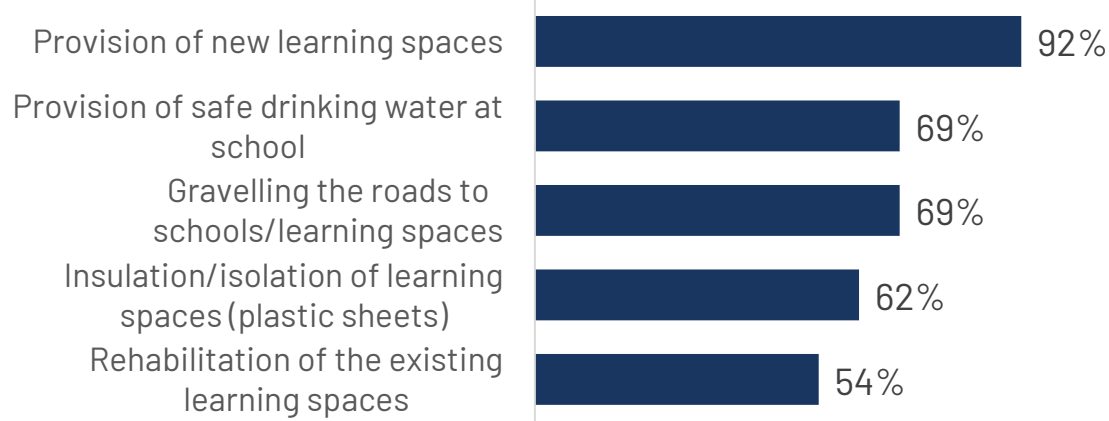 Provision of new learning spaces
92%
Provision of safe drinking water at
school
69%
Gravelling the roads to
schools/learning spaces
69%
Insulation/isolation of learning
spaces (plastic sheets)
62%
Rehabilitation of the existing
learning spaces
54%